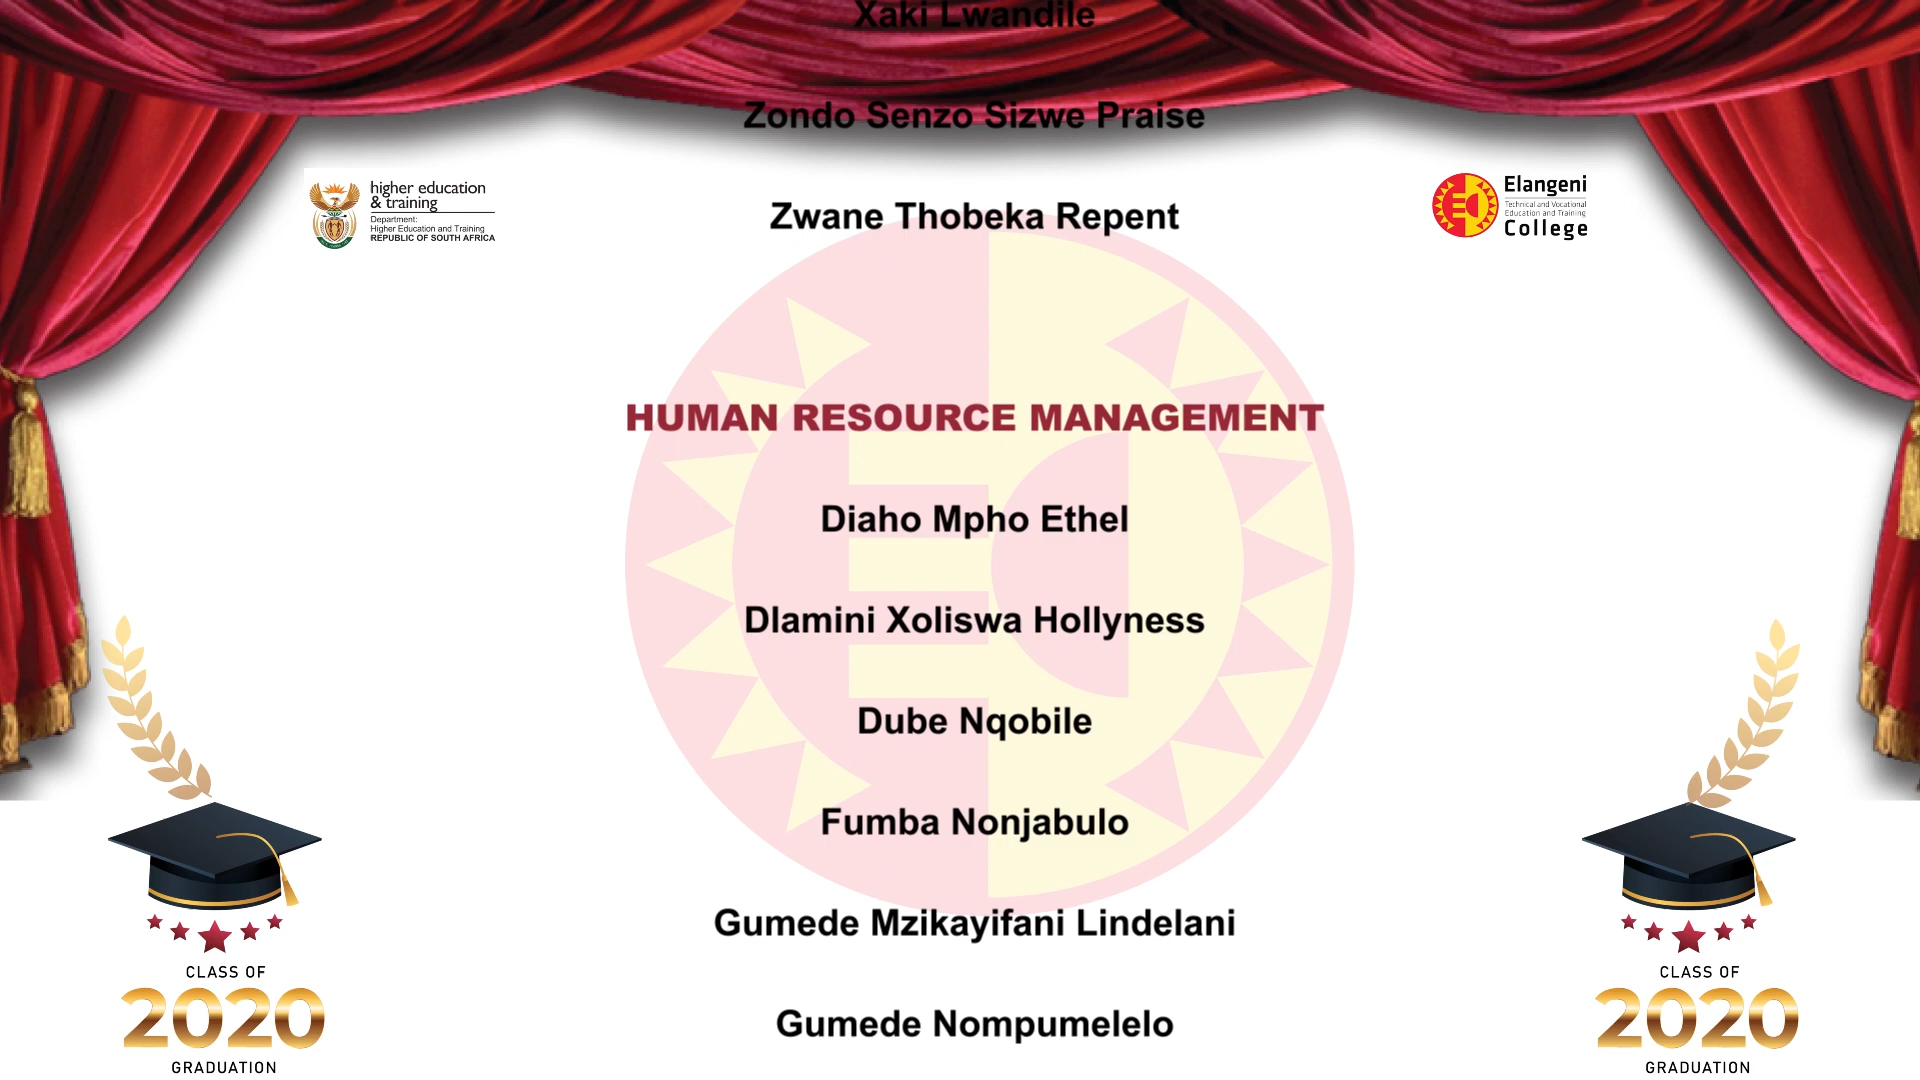 Xaki Lwandile
Zondo Senzo Sizwe Praise
higher education
& training
Department:
Higher Education and Training
REPUBLIC OF SOUTH AFRICA
Elangeni
Technical and Vocational
Education and Training
College
Zwane Thobeka Repent
HUMAN RESOURCE MANAGEMENT
Diaho Mpho Ethel
Dlamini Xoliswa Hollyness
Dube Nqobile
Fumba Nonjabulo
Gumede Mzikayifani Lindelani
Gumede Nompumelelo
CLASS OF
2020
GRADUATION
CLASS OF
2020
GRADUATION